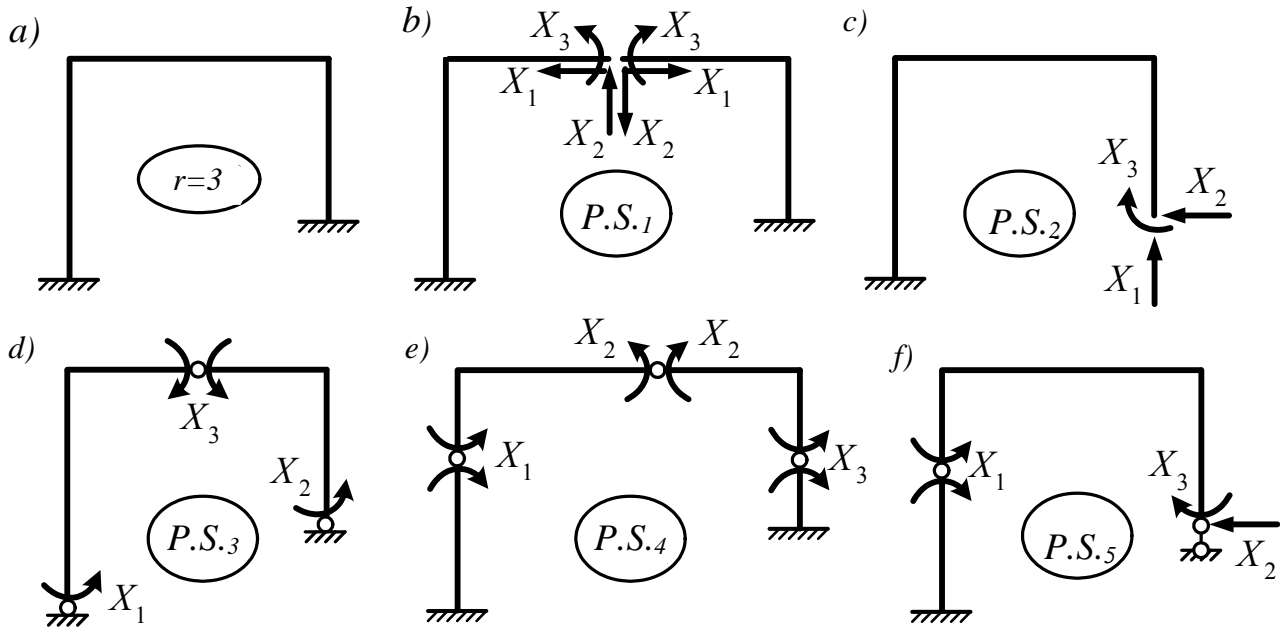 a)
r=3
b)
X3 X3
X1 X1
X2 X2
P.S.1
c)
X3
X2
X1
P.S.2
d)
X3
X2
X1
P.S.3
e)
X2 X2
X1
X3
P.S.4
f)
X1
X3
X2
P.S.5